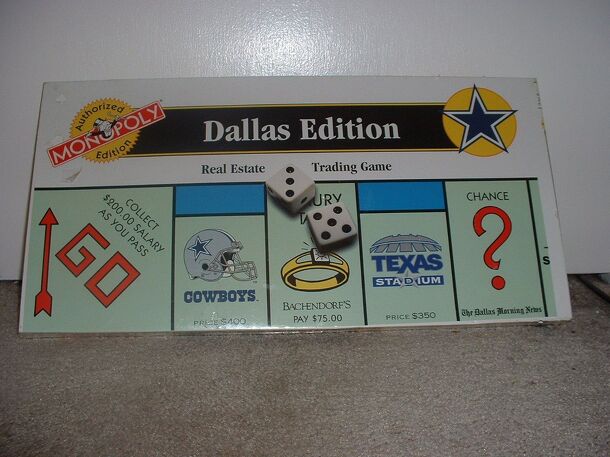 Authorized
MONOPOLY
Edition
Dallas Edition
Real Estate Trading Game
COLLECT
$200.00 SALARY
AS YOU PASS
GO
COWBOYS
PRICE $400
URY
BACHENDORF'S
PAY $75.00
TEXAS
STADIUM
PRICE $350
CHANCE
?
The Dallas Morning News
S